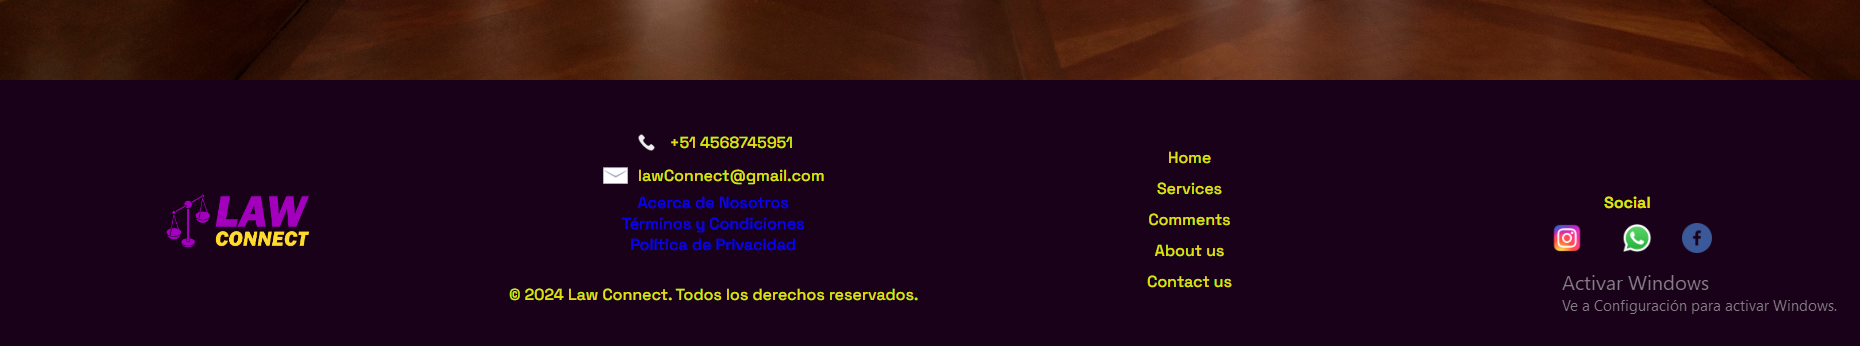 LAW
CONNECT
+51 4568745951
lawConnect@gmail.com
Acerca de Nosotros
Términos y Condiciones
Política de Privacidad
© 2024 Law Connect. Todos los derechos reservados.
Home
Services
Comments
About us
Contact us
Social
Activar Windows
Ve a Configuración para activar Windows.